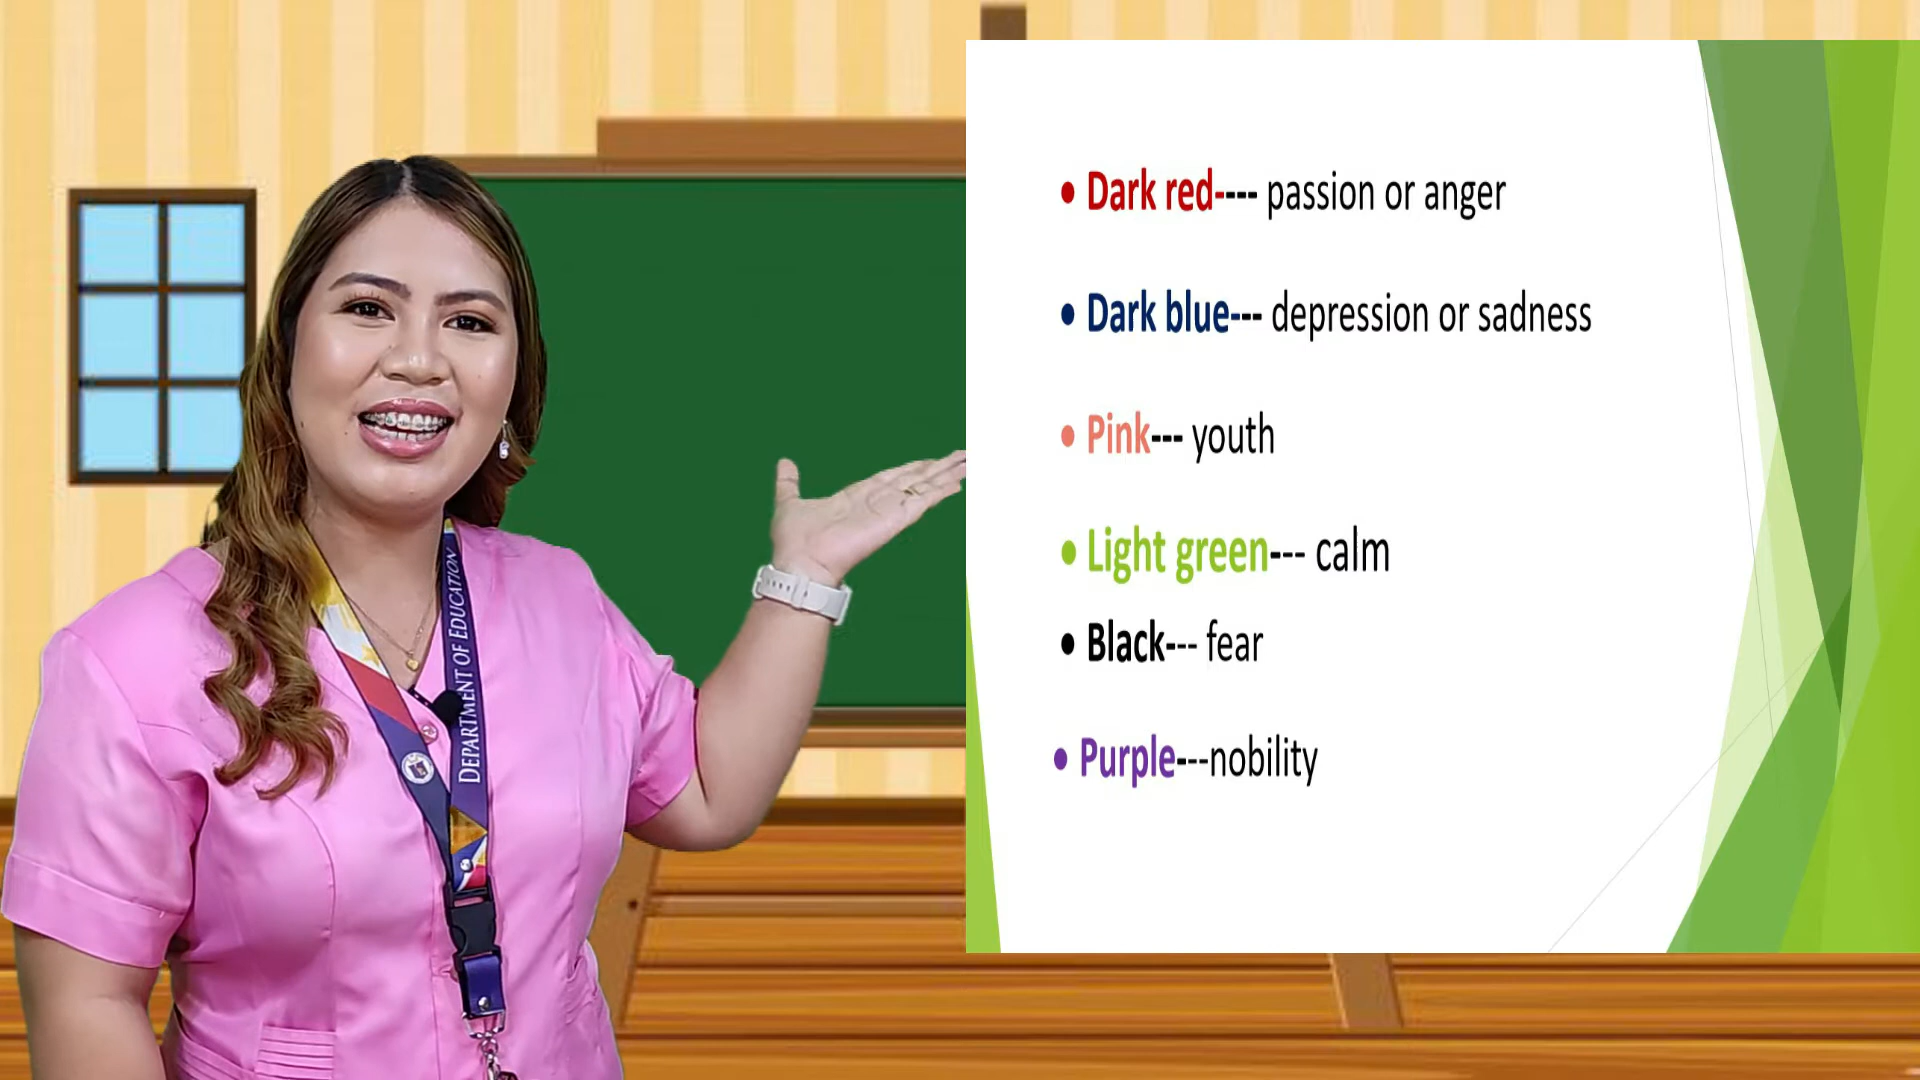 • Dark red---- passion or anger
• Dark blue--- depression or sadness
• Pink--- youth
• Light green--- calm
• Black--- fear
• Purple---nobility
DEPARTMENT OF EDUCATION